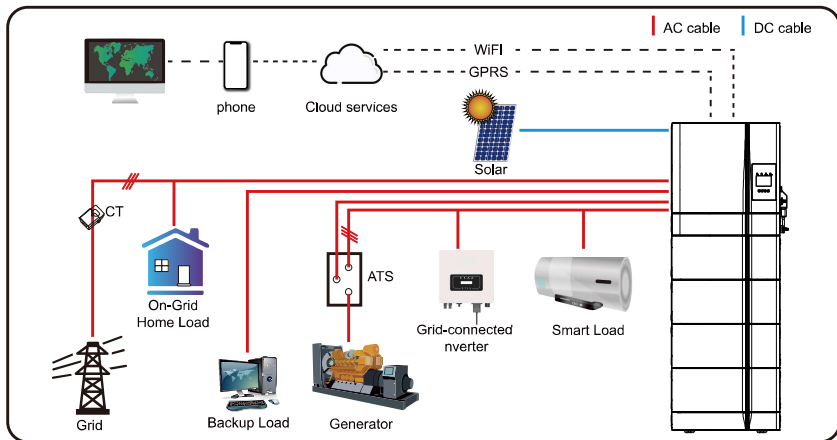 AC cable
DC cable
WiFI
GPRS
phone
Cloud services
Solar
CT
On-Grid
Home Load
ATS
Grid-connected
nverter
Smart Load
Grid
Backup Load
Generator